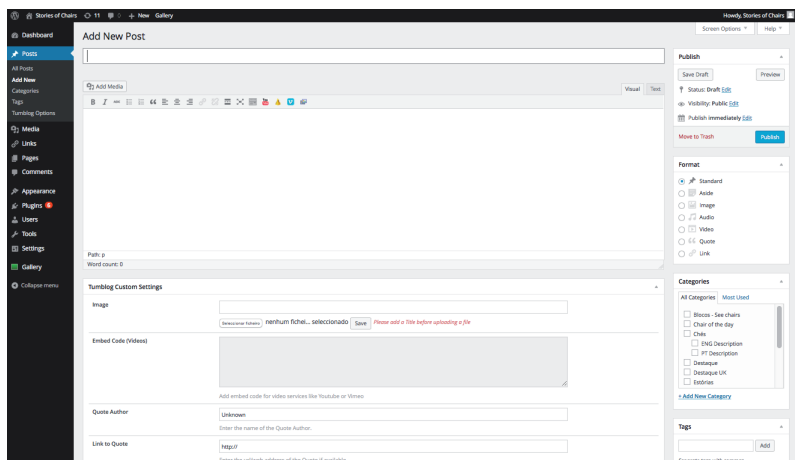 Stories of Chairs 11 New Gallery
Howdy, Stories of Chairs
Screen Options Help
Dashboard
Posts
All Posts
Add New
Categories
Tags
Tumblog Options
Media
Links
Pages
Comments
Appearance
Plugins 6
Users
Tools
Settings
Gallery
Collapse menu
Add New Post
Add Media
Visual Text
Path: p
Word count: 0
Tumblog Custom Settings
Image
nenhum fichei... seleccionado Save Please add a Title before uploading a file
Embed Code (Videos)
Add embed code for video services like Youtube or Vimeo
Quote Author
Unknown
Enter the name of the Quote Author.
Link to Quote
http://
Publish
Save Draft Preview
Status: Draft Edit
Visibility: Public Edit
Publish immediately Edit
Move to Trash Publish
Format
Standard
Aside
Image
Audio
Video
Quote
Link
Categories
All Categories Most Used
Blocos - See chairs
Chair of the day
Chés
ENG Description
PT Description
Destaque
Destaque UK
Estórias
+ Add New Category
Tags
Add